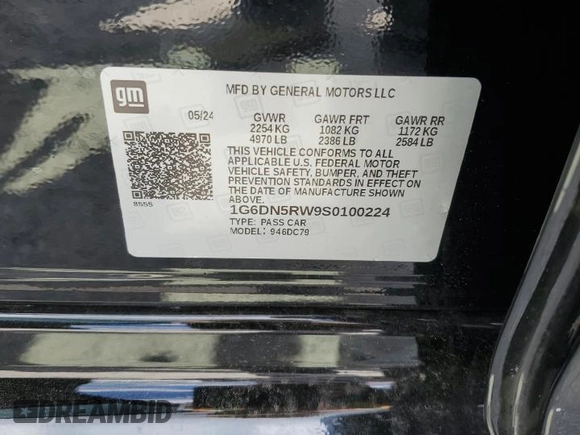 gm
MFD BY GENERAL MOTORS LLC
05/24 GVWR GAWR FRT GAWR RR
2254 KG 1082 KG 1172 KG
4970 LB 2386 LB 2584 LB
THIS VEHICLE CONFORMS TO ALL
APPLICABLE U.S. FEDERAL MOTOR
VEHICLE SAFETY, BUMPER, AND THEFT
PREVENTION STANDARDS IN EFFECT ON
THE DATE OF MANUFACTURE SHOWN
ABOVE.
8555
1G6DN5RW9S0100224
TYPE: PASS CAR
MODEL: 946DC79
DREAMBID